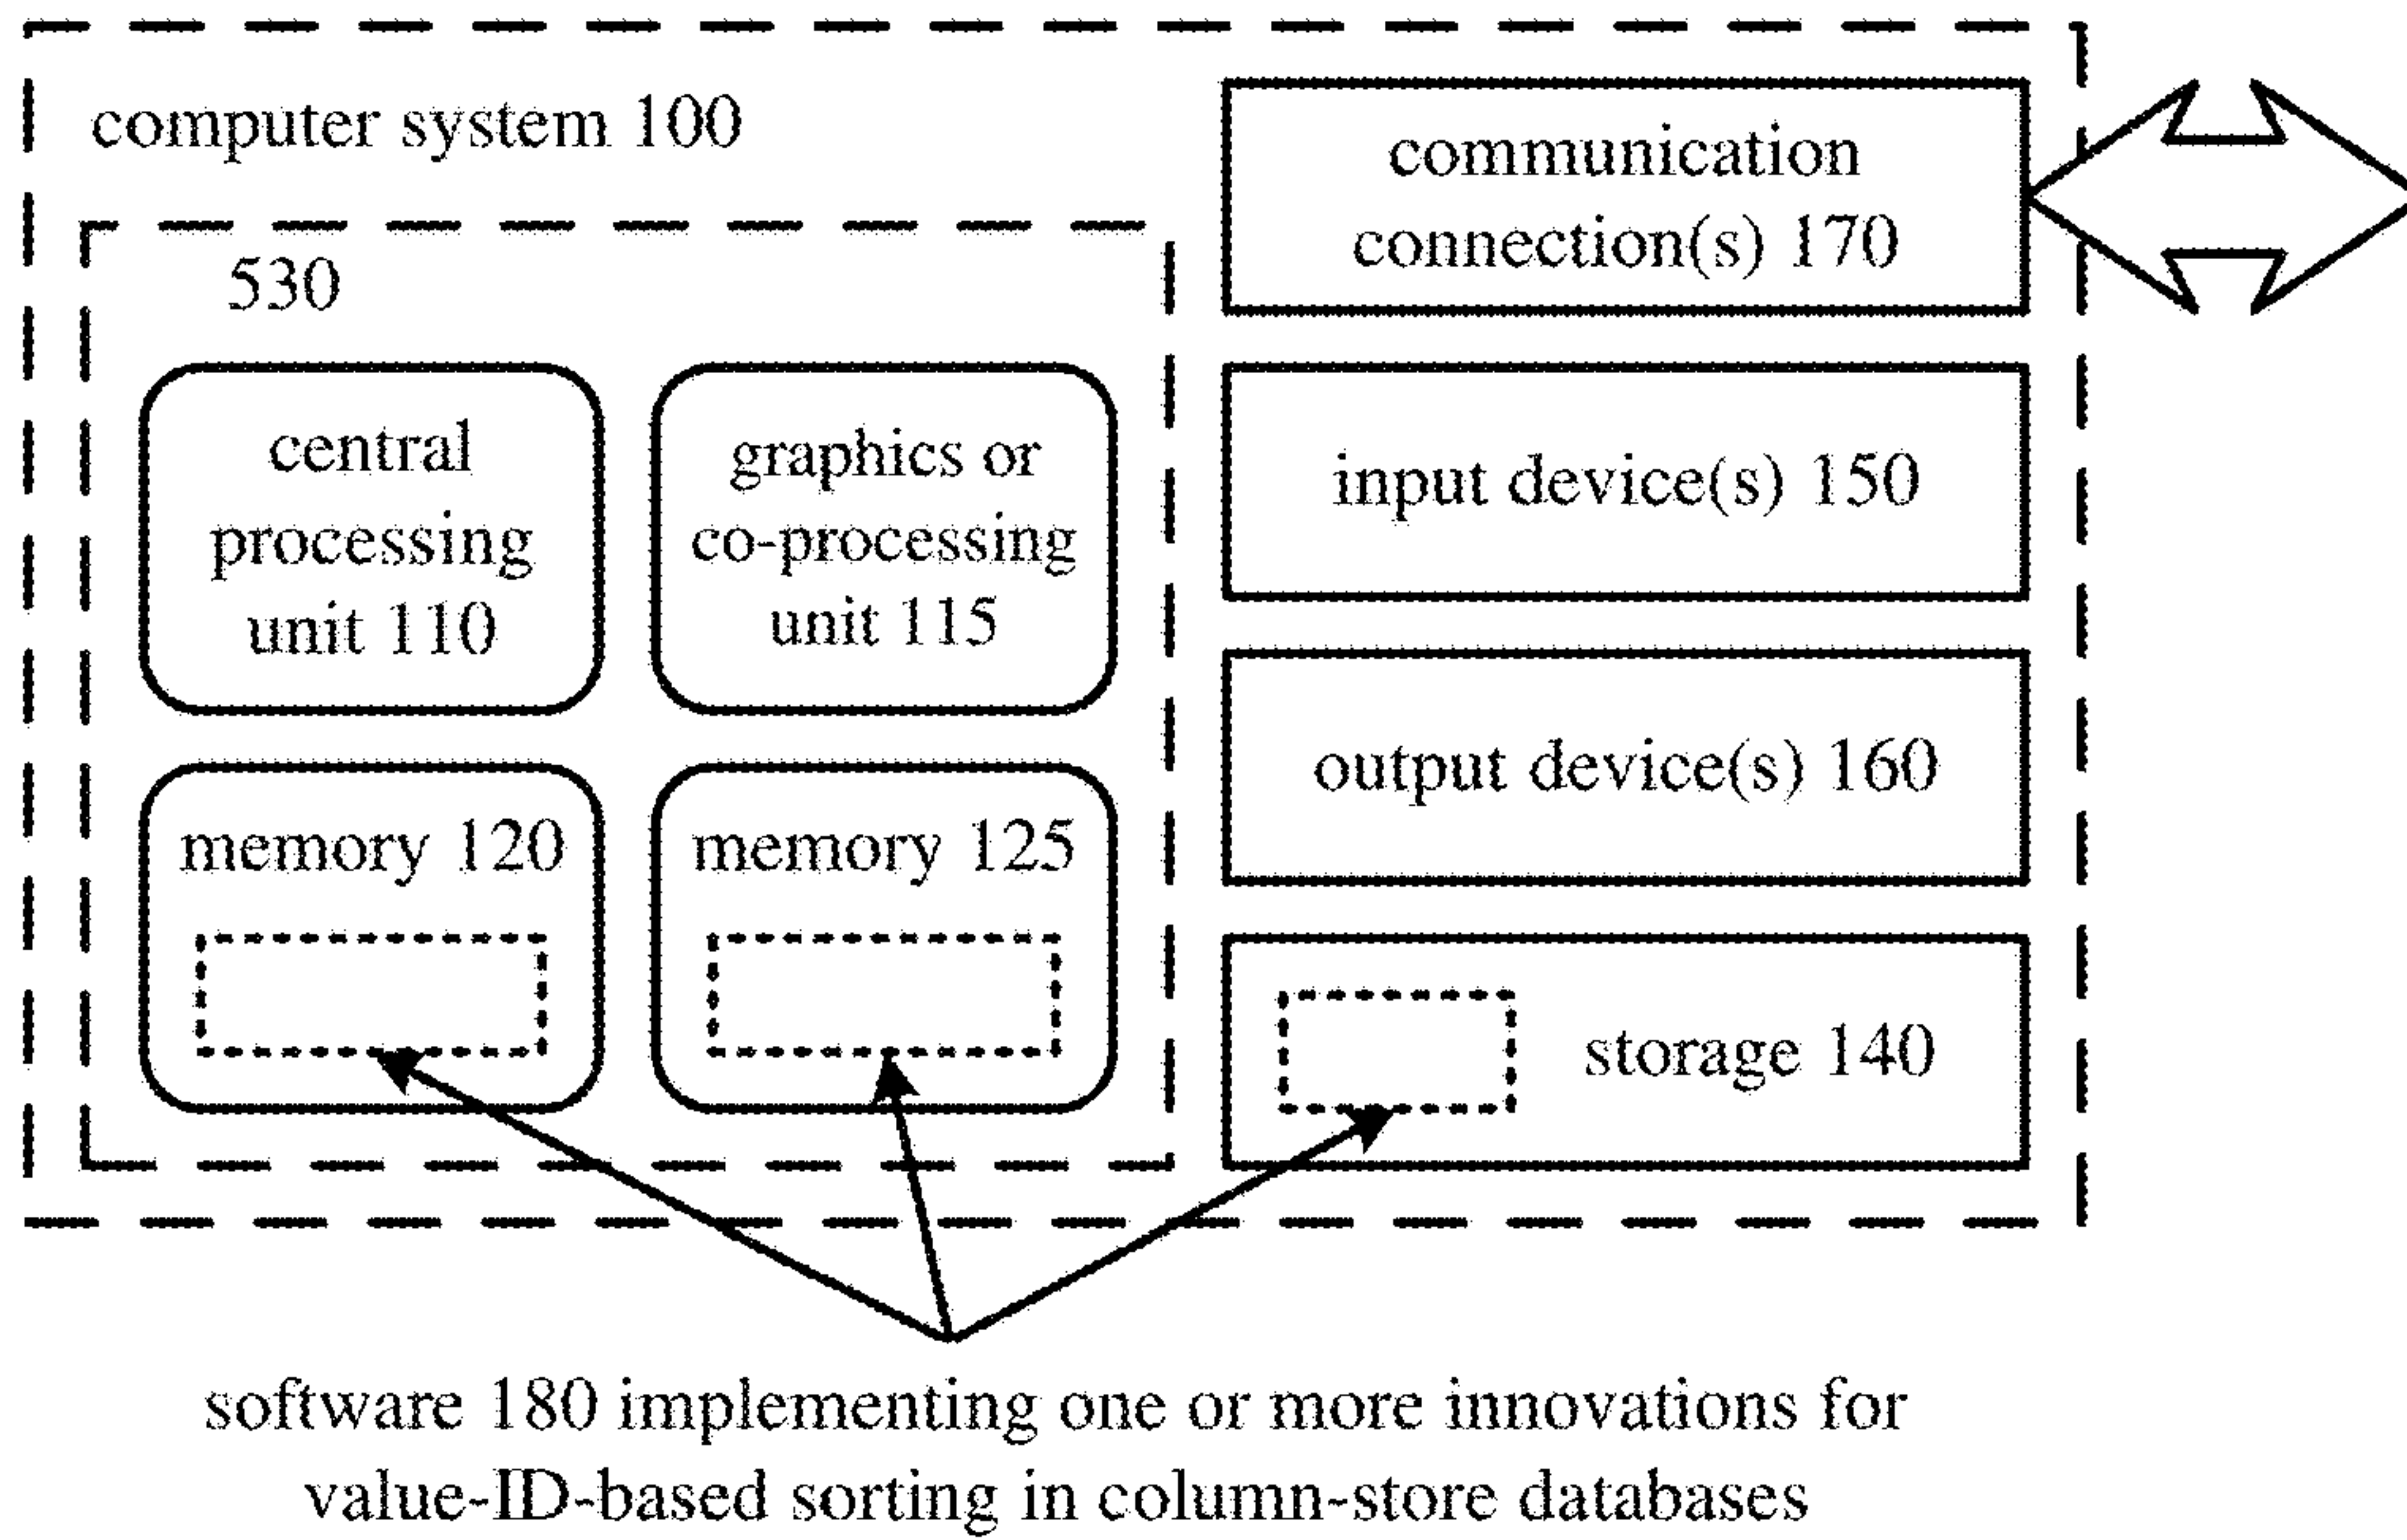 computer system 100
530
central
processing
unit 110
graphics or
co-processing
unit 115
memory 120
memory 125
communication
connection(s) 170
input device(s) 150
output device(s) 160
storage 140
software 180 implementing one or more innovations for
value-ID-based sorting in column-store databases